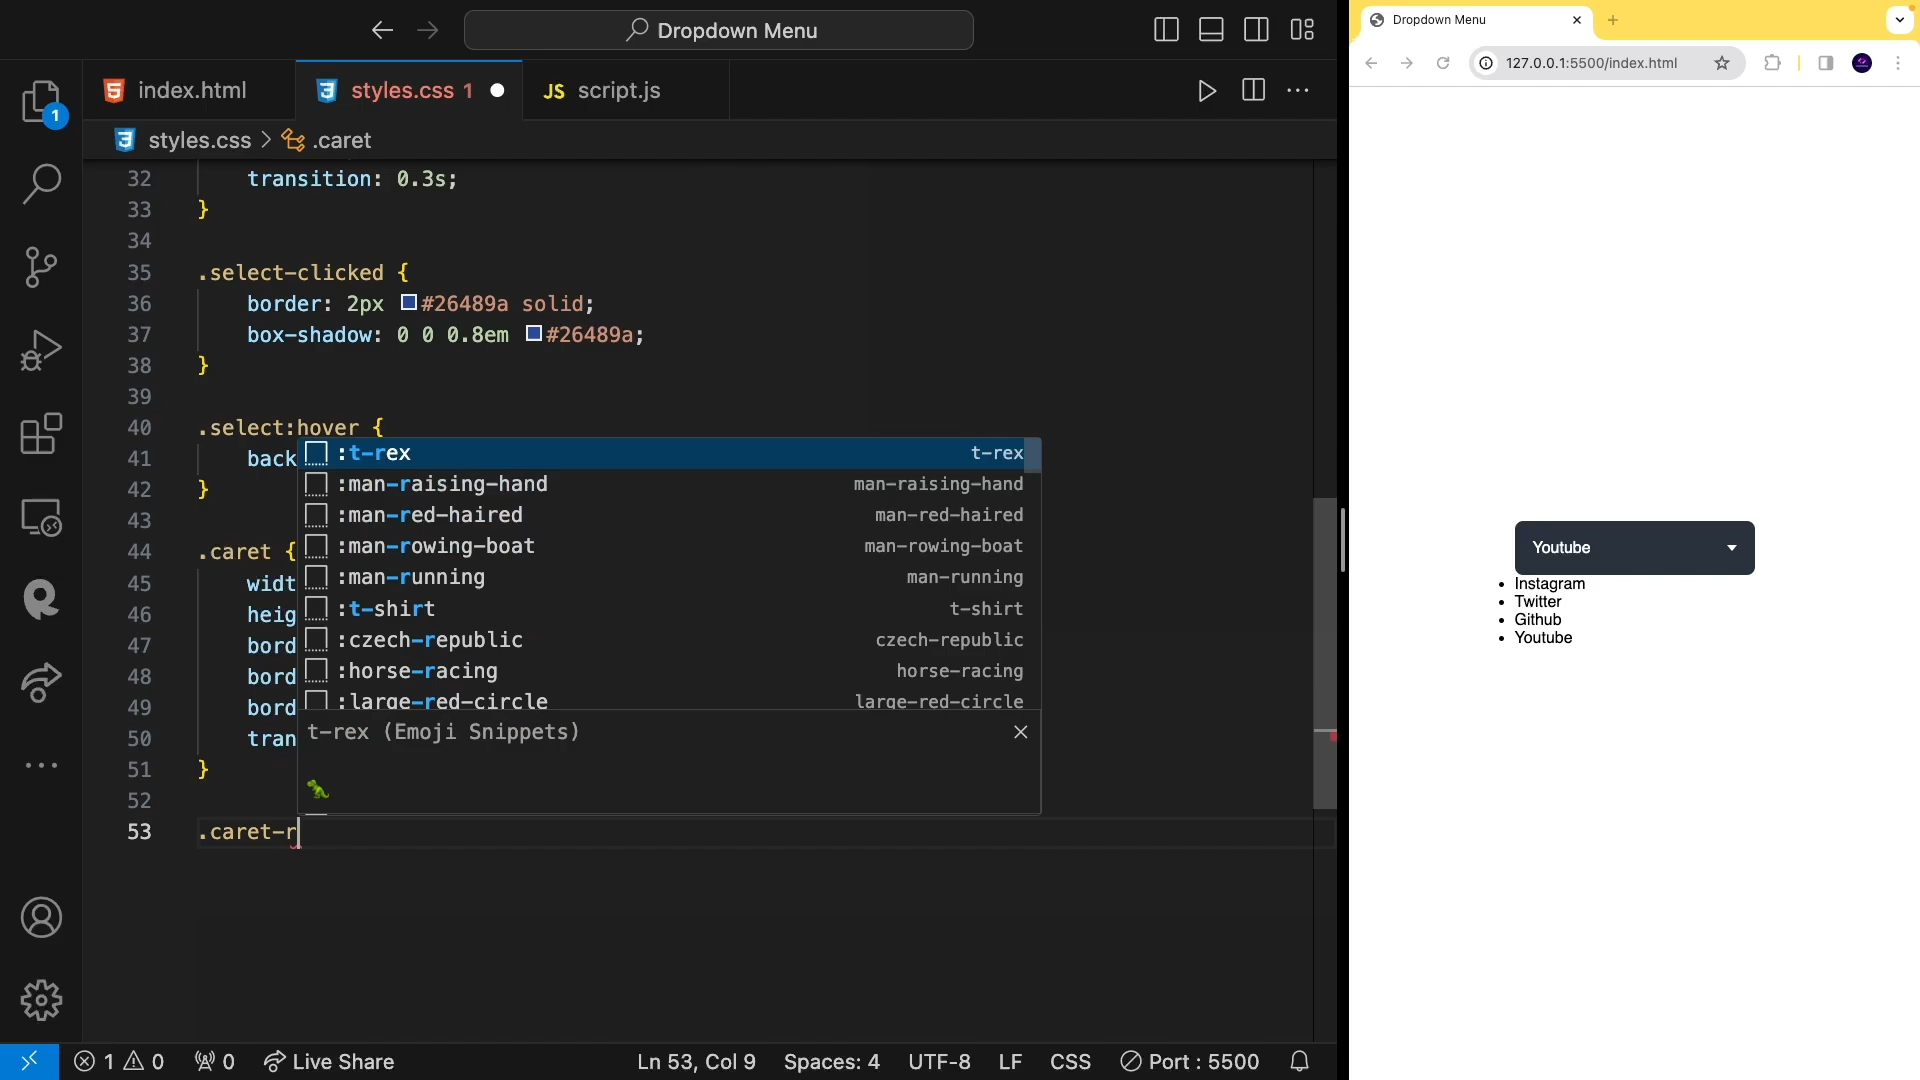 Dropdown Menu
index.html
styles.css 1
JS script.js
styles.css > .caret
32 transition: 0.3s;
33 }
34
35 .select-clicked {
36 border: 2px #26489a solid;
37 box-shadow: 0 0 0.8em #26489a;
38 }
39
40 .select:hover {
41 back
42 }
43
44 .caret {
45 widt
46 heig
47 bord
48 bord
49 bord
50 tran
51 }
52
53 .caret-r
:t-rex t-rex
:man-raising-hand man-raising-hand
:man-red-haired man-red-haired
:man-rowing-boat man-rowing-boat
:man-running man-running
:t-shirt t-shirt
:czech-republic czech-republic
:horse-racing horse-racing
:large-red-circle large-red-circle
t-rex (Emoji Snippets)
1
1 0 0 Live Share
Ln 53, Col 9 Spaces: 4 UTF-8 LF CSS Port : 5500
Dropdown Menu
127.0.0.1:5500/index.html
Youtube
Instagram
Twitter
Github
Youtube